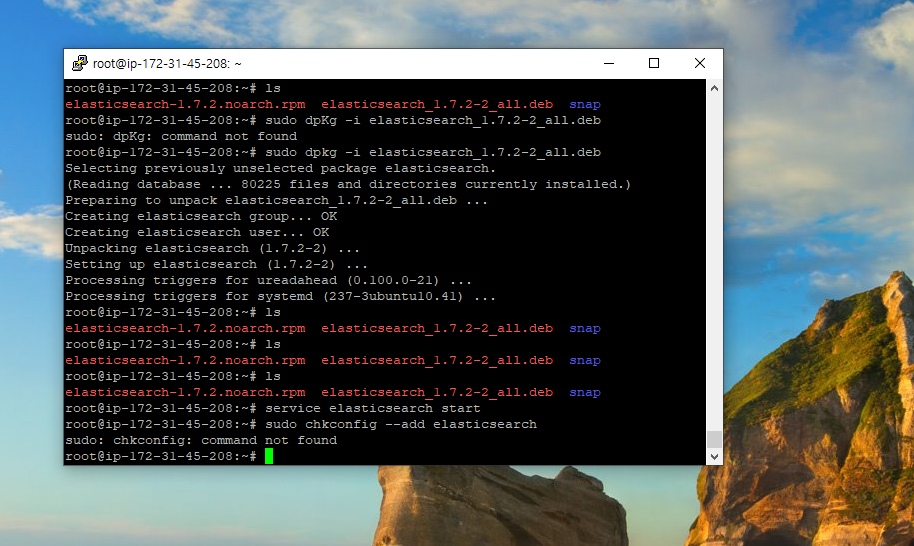 root@ip-172-31-45-208: ~
root@ip-172-31-45-208:~# ls
elasticsearch-1.7.2.noarch.rpm  elasticsearch_1.7.2-2_all.deb  snap
root@ip-172-31-45-208:~# sudo dpKg -i elasticsearch_1.7.2-2_all.deb
sudo: dpKg: command not found
root@ip-172-31-45-208:~# sudo dpkg -i elasticsearch_1.7.2-2_all.deb
Selecting previously unselected package elasticsearch.
(Reading database ... 80225 files and directories currently installed.)
Preparing to unpack elasticsearch_1.7.2-2_all.deb ...
Creating elasticsearch group... OK
Creating elasticsearch user... OK
Unpacking elasticsearch (1.7.2-2) ...
Setting up elasticsearch (1.7.2-2) ...
Processing triggers for ureadahead (0.100.0-21) ...
Processing triggers for systemd (237-3ubuntu10.41) ...
root@ip-172-31-45-208:~# ls
elasticsearch-1.7.2.noarch.rpm  elasticsearch_1.7.2-2_all.deb  snap
root@ip-172-31-45-208:~# ls
elasticsearch-1.7.2.noarch.rpm  elasticsearch_1.7.2-2_all.deb  snap
root@ip-172-31-45-208:~# ls
elasticsearch-1.7.2.noarch.rpm  elasticsearch_1.7.2-2_all.deb  snap
root@ip-172-31-45-208:~# service elasticsearch start
root@ip-172-31-45-208:~# sudo chkconfig --add elasticsearch
sudo: chkconfig: command not found
root@ip-172-31-45-208:~#